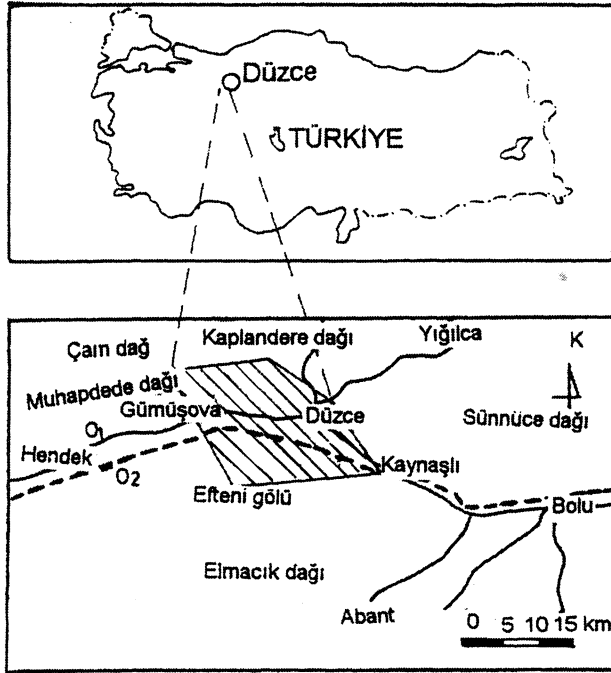 Düzce
TÜRKİYE
Kaplandere dağı
Yığılca
Çam dağ
K
Muhapdede dağı
Gümüşova
Düzce
Sünnüce dağı
O1
Hendek
O2
Kaynaşlı
Efteni gölü
Bolu
Elmacık dağı
Abant
0 5 10 15 km